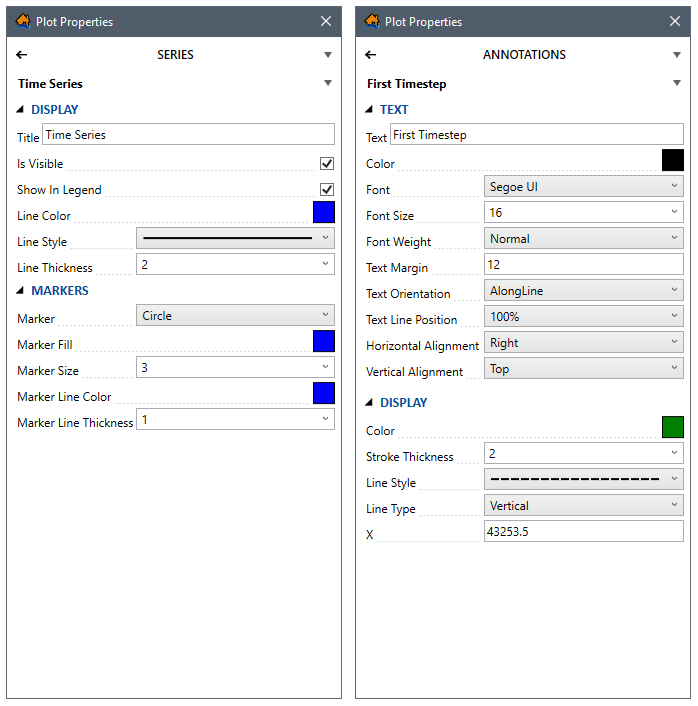 Plot Properties
SERIES
Time Series
DISPLAY
Title Time Series
Is Visible
Show In Legend
Line Color
Line Style
Line Thickness 2
MARKERS
Marker Circle
Marker Fill
Marker Size 3
Marker Line Color
Marker Line Thickness 1
Plot Properties
ANNOTATIONS
First Timestep
TEXT
Text First Timestep
Color
Font Segoe UI
Font Size 16
Font Weight Normal
Text Margin 12
Text Orientation AlongLine
Text Line Position 100%
Horizontal Alignment Right
Vertical Alignment Top
DISPLAY
Color
Stroke Thickness 2
Line Style
Line Type Vertical
X 43253.5